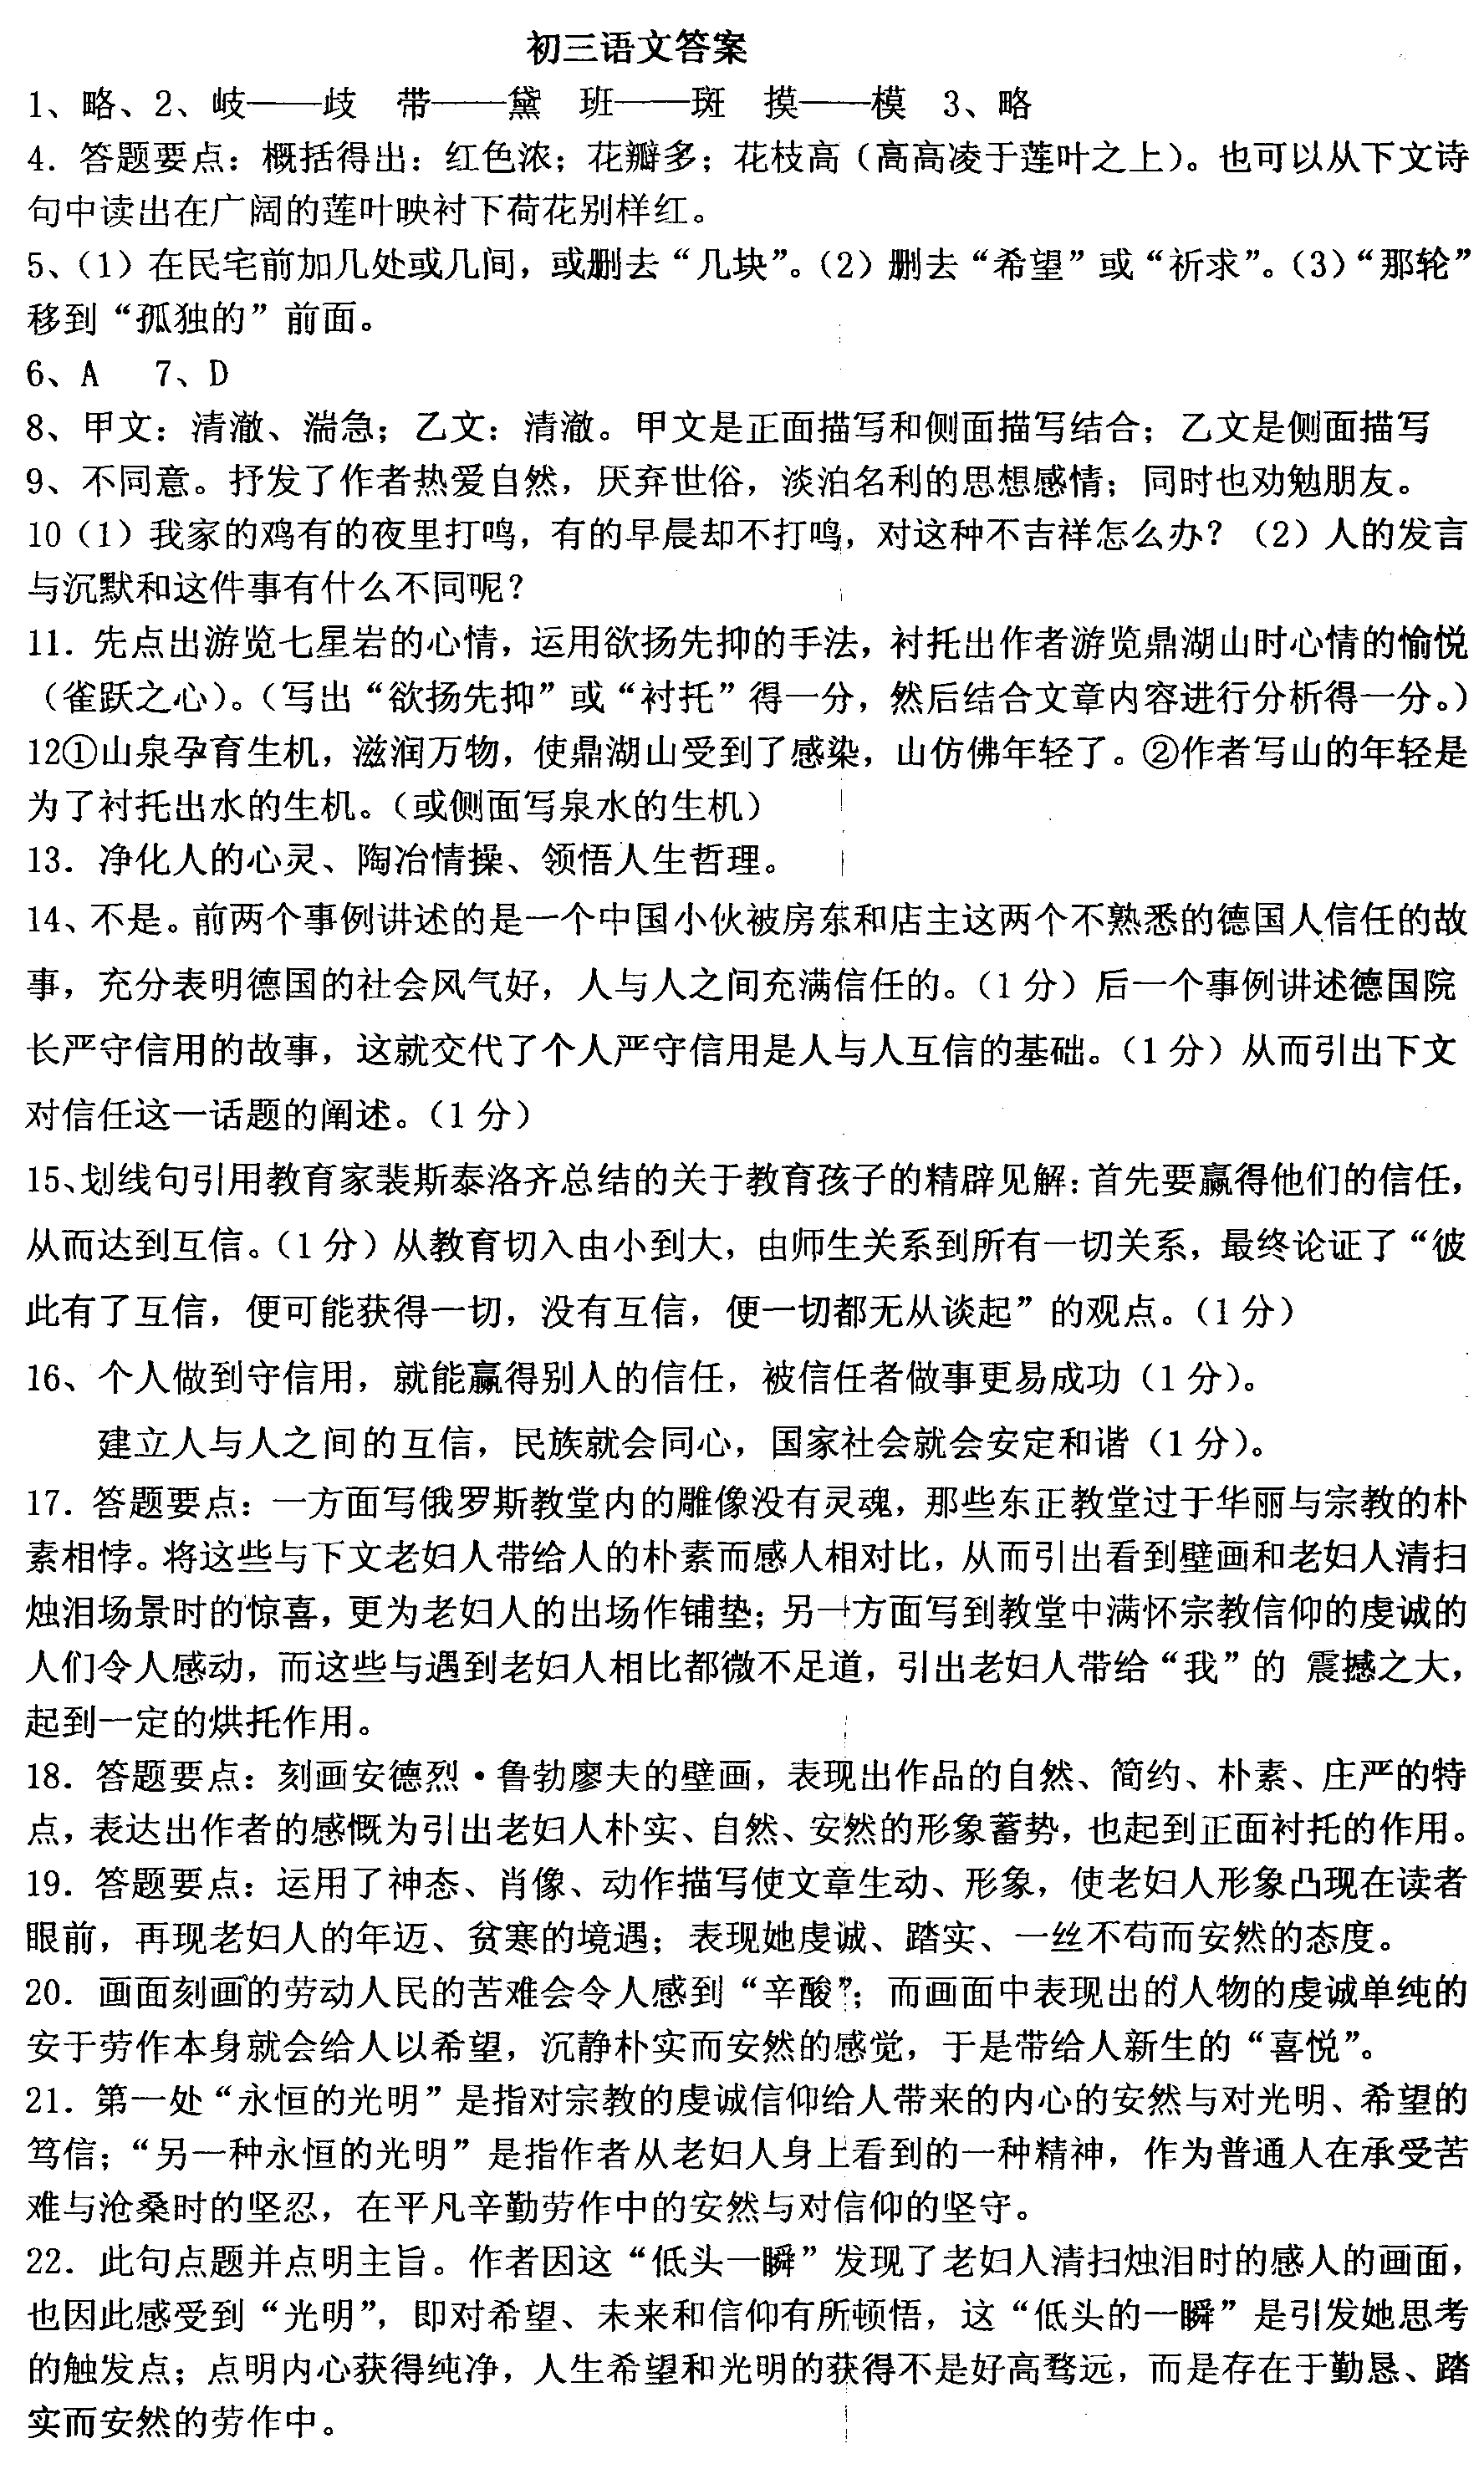 初三语文答案
1、略、2、岐——歧 带——黛 班——斑 摸——模 3、略
4. 答题要点：概括得出：红色浓；花瓣多；花枝高（高高凌于莲叶之上）。也可以从下文诗
句中读出在广阔的莲叶映衬下荷花别样红。
5、（1）在民宅前加几处或几间，或删去“几块”。（2）删去“希望”或“祈求”。（3）“那轮”
移到“孤独的”前面。
6、A 7、D
8、甲文：清澈、湍急；乙文：清澈。甲文是正面描写和侧面描写结合；乙文是侧面描写
9、不同意。抒发了作者热爱自然，厌弃世俗，淡泊名利的思想感情；同时也劝勉朋友。
10（1）我家的鸡有的夜里打鸣，有的早晨却不打鸣，对这种不吉祥怎么办？（2）人的发言
与沉默和这件事有什么不同呢？
11. 先点出游览七星岩的心情，运用欲扬先抑的手法，衬托出作者游览鼎湖山时心情的愉悦
（雀跃之心）。（写出“欲扬先抑”或“衬托”得一分，然后结合文章内容进行分析得一分。）
12①山泉孕育生机，滋润万物，使鼎湖山受到了感染，山仿佛年轻了。②作者写山的年轻是
为了衬托出水的生机。（或侧面写泉水的生机）
13. 净化人的心灵、陶冶情操、领悟人生哲理。
14、不是。前两个事例讲述的是一个中国小伙被房东和店主这两个不熟悉的德国人信任的故
事，充分表明德国的社会风气好，人与人之间充满信任的。（1 分）后一个事例讲述德国院
长严守信用的故事，这就交代了个人严守信用是人与人互信的基础。（1 分）从而引出下文
对信任这一话题的阐述。（1 分）
15、划线句引用教育家裴斯泰洛齐总结的关于教育孩子的精辟见解：首先要赢得他们的信任，
从而达到互信。（1 分）从教育切入由小到大，由师生关系到所有一切关系，最终论证了“彼
此有了互信，便可能获得一切，没有互信，便一切都无从谈起”的观点。（1 分）
16、个人做到守信用，就能赢得别人的信任，被信任者做事更易成功（1 分）。
建立人与人之间的互信，民族就会同心，国家社会就会安定和谐（1 分）。
17. 答题要点：一方面写俄罗斯教堂内的雕像没有灵魂，那些东正教堂过于华丽与宗教的朴
素相悖。将这些与下文老妇人带给人的朴素而感人相对比，从而引出看到壁画和老妇人清扫
烛泪场景时的惊喜，更为老妇人的出场作铺垫；另一方面写到教堂中满怀宗教信仰的虔诚的
人们令人感动，而这些与遇到老妇人相比都微不足道，引出老妇人带给“我”的 震撼之大，
起到一定的烘托作用。
18. 答题要点：刻画安德烈·鲁勃廖夫的壁画，表现出作品的自然、简约、朴素、庄严的特
点，表达出作者的感慨为引出老妇人朴实、自然、安然的形象蓄势，也起到正面衬托的作用。
19. 答题要点：运用了神态、肖像、动作描写使文章生动、形象，使老妇人形象凸现在读者
眼前，再现老妇人的年迈、贫寒的境遇；表现她虔诚、踏实、一丝不苟而安然的态度。
20. 画面刻画的劳动人民的苦难会令人感到“辛酸”；而画面中表现出的人物的虔诚单纯的
安于劳作本身就会给人以希望，沉静朴实而安然的感觉，于是带给人新生的“喜悦”。
21. 第一处“永恒的光明”是指对宗教的虔诚信仰给人带来的内心的安然与对光明、希望的
笃信；“另一种永恒的光明”是指作者从老妇人身上看到的一种精神，作为普通人在承受苦
难与沧桑时的坚忍，在平凡辛勤劳作中的安然与对信仰的坚守。
22. 此句点题并点明主旨。作者因这“低头一瞬”发现了老妇人清扫烛泪时的感人的画面，
也因此感受到“光明”，即对希望、未来和信仰有所顿悟，这“低头的一瞬”是引发她思考
的触发点；点明内心获得纯净，人生希望和光明的获得不是好高骛远，而是存在于勤恳、踏
实而安然的劳作中。